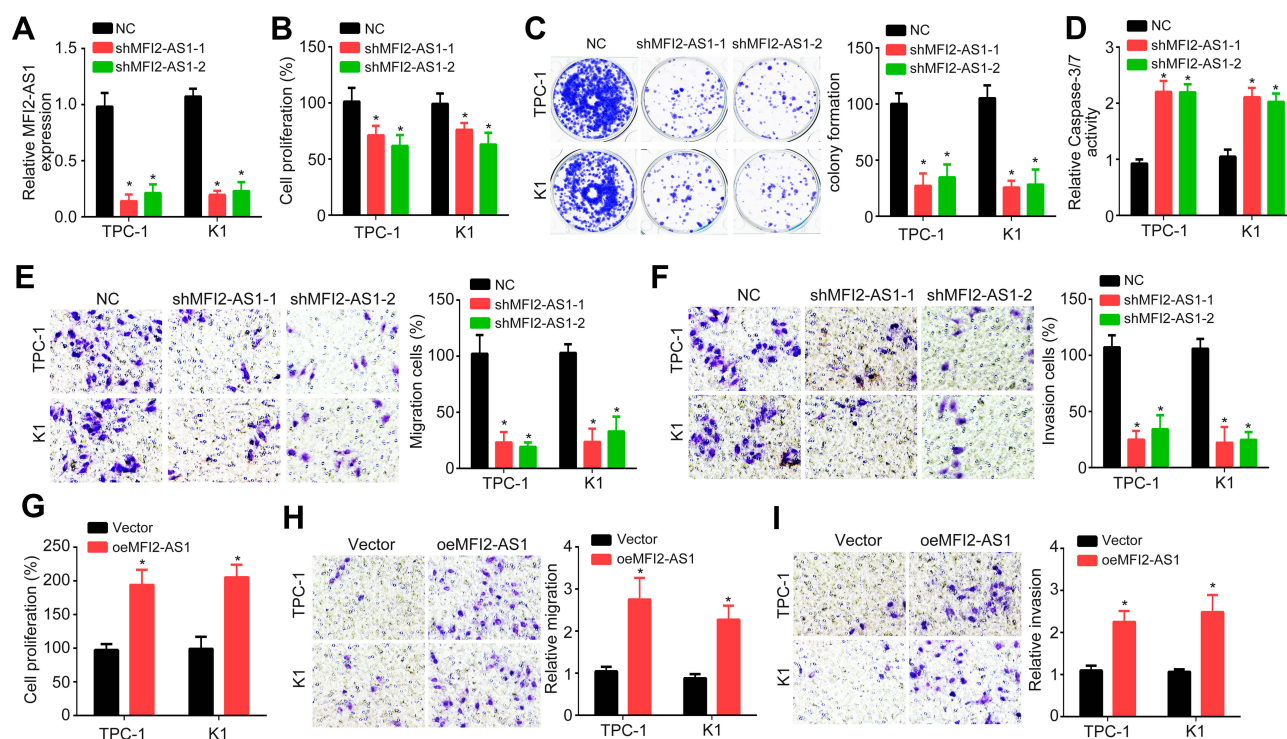 A
NC
shMFI2-AS1-1
shMFI2-AS1-2
Relative MFI2-AS1
expression
1.5
1.0
0.5
0.0
* * * *
TPC-1 K1
B
NC
shMFI2-AS1-1
shMFI2-AS1-2
Cell proliferation (%)
150
100
50
0
* * * *
TPC-1 K1
C
NC shMFI2-AS1-1 shMFI2-AS1-2
TPC-1
K1
NC
shMFI2-AS1-1
shMFI2-AS1-2
colony formation
150
100
50
0
* * * *
TPC-1 K1
D
NC
shMFI2-AS1-1
shMFI2-AS1-2
Relative Caspase-3/7
activity
3
2
1
0
* * * *
TPC-1 K1
E
NC shMFI2-AS1-1 shMFI2-AS1-2
TPC-1
K1
NC
shMFI2-AS1-1
shMFI2-AS1-2
Migration cells (%)
150
100
50
0
* * * *
TPC-1 K1
F
NC shMFI2-AS1-1 shMFI2-AS1-2
TPC-1
K1
NC
shMFI2-AS1-1
shMFI2-AS1-2
Invasion cells (%)
150
100
50
0
* * * *
TPC-1 K1
G
Vector
oeMFI2-AS1
Cell proliferation (%)
250
200
150
100
50
0
* *
TPC-1 K1
H
Vector oeMFI2-AS1
TPC-1
K1
Vector
oeMFI2-AS1
Relative migration
4
3
2
1
0
* *
TPC-1 K1
I
Vector oeMFI2-AS1
TPC-1
K1
Vector
oeMFI2-AS1
Relative invasion
4
3
2
1
0
* *
TPC-1 K1